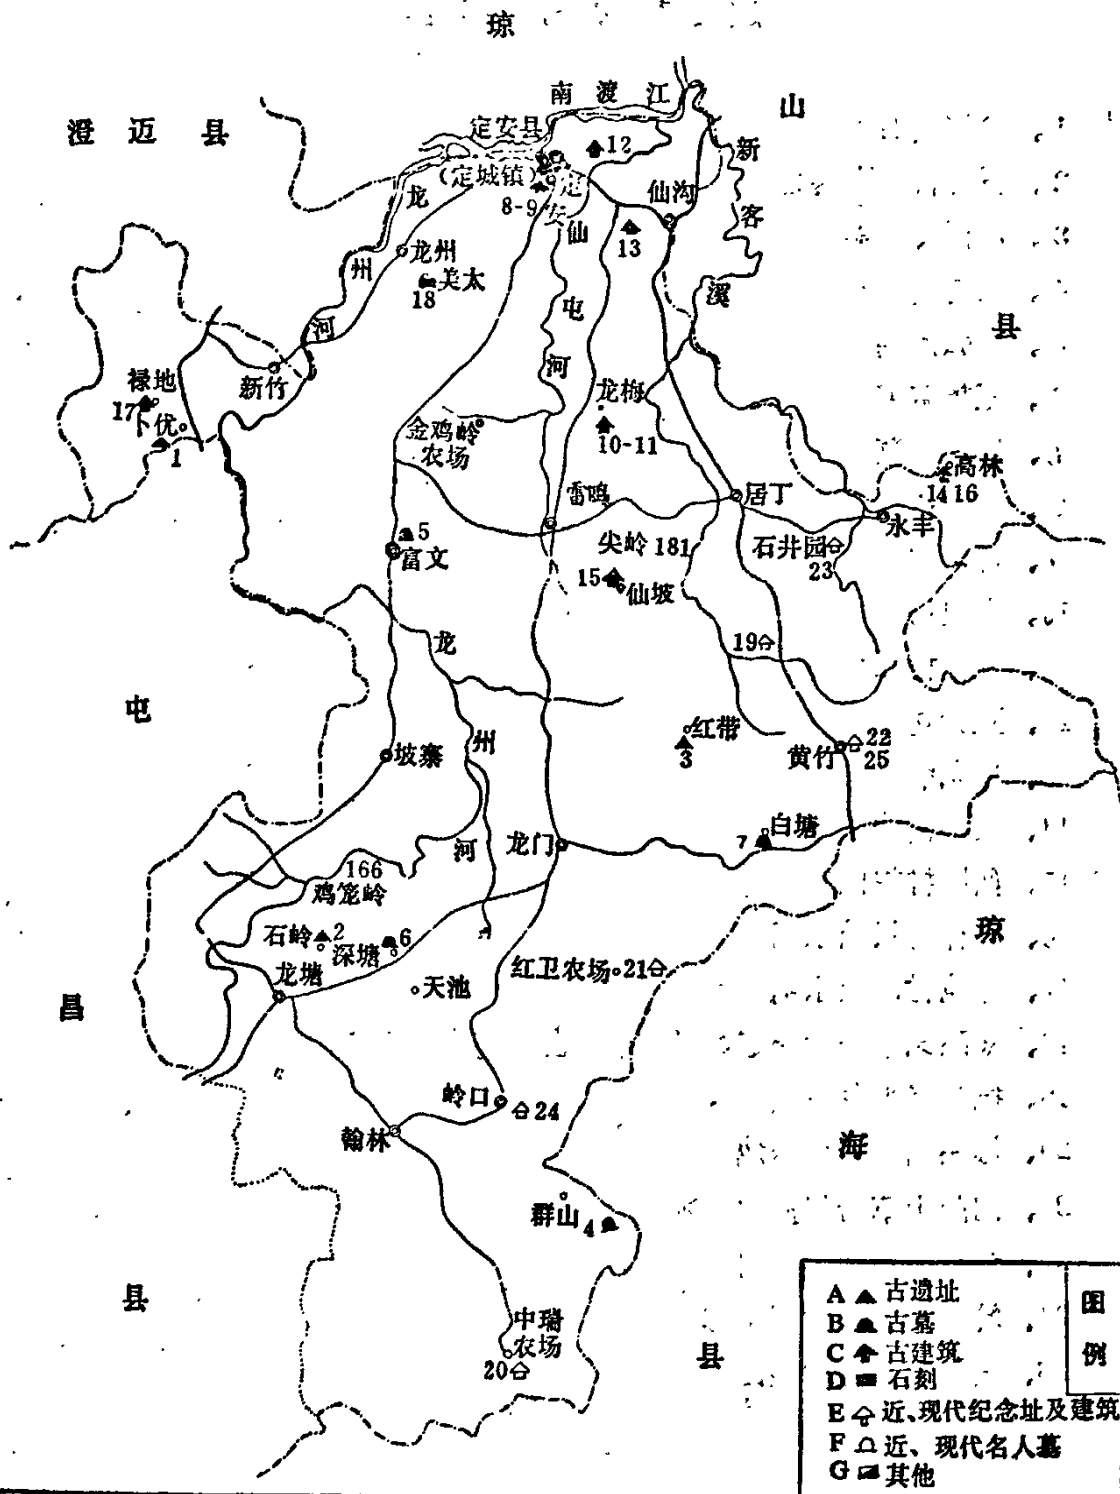 琼
南渡江
山
澄迈县
定安县
(定城镇)
12
新客溪
8-9
定安
仙沟
13
龙州河
龙州
美太
18
仙屯河
县
新竹
禄地
17
卜优
1
龙梅
10-11
金鸡岭
农场
高林
14 16
雷鸣
居丁
永丰
5
富文
尖岭 181
石井园
23
15
仙坡
龙州河
19
屯
红带
3
22
黄竹
25
坡寨
白塘
7
龙门
166
鸡笼岭
石岭
2
深塘
6
琼
龙塘
天池
红卫农场
21
昌
岭口
24
翰林
海
群山
4
县
中瑞
农场
20
县
图例
A 古遗址
B 古墓
C 古建筑
D 石刻
E 近、现代纪念址及建筑
F 近、现代名人墓
G 其他